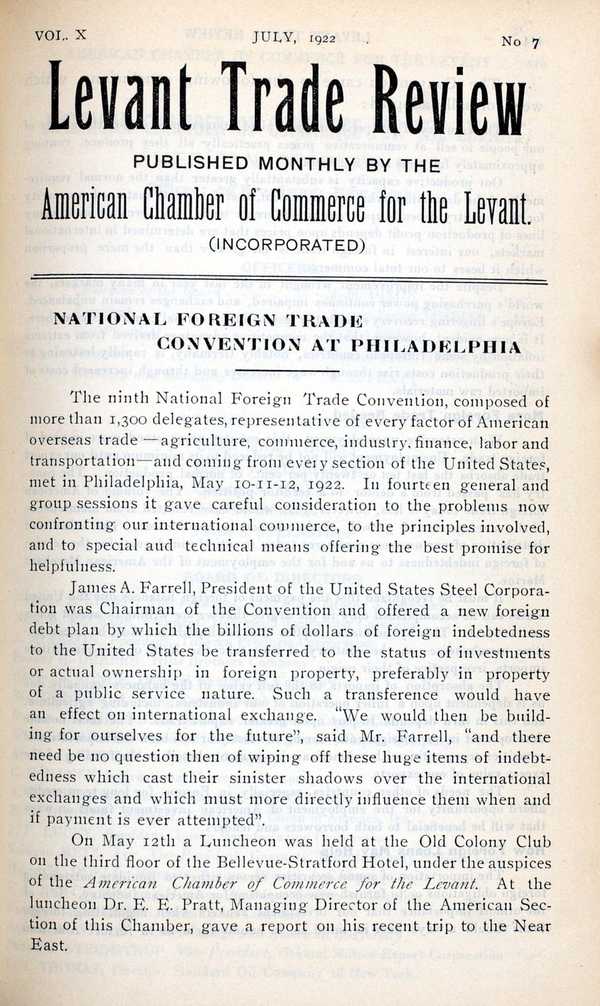 VOL. X JULY, 1922 No 7
Levant Trade Review
PUBLISHED MONTHLY BY THE
American Chamber of Commerce for the Levant.
(INCORPORATED)
NATIONAL FOREIGN TRADE
CONVENTION AT PHILADELPHIA
The ninth National Foreign Trade Convention, composed of
more than 1,300 delegates, representative of every factor of American
overseas trade — agriculture, commerce, industry, finance, labor and
transportation—and coming from every section of the United States,
met in Philadelphia, May 10-11-12, 1922. In fourteen general and
group sessions it gave careful consideration to the problems now
confronting our international commerce, to the principles involved,
and to special aud technical means offering the best promise for
helpfulness.
James A. Farrell, President of the United States Steel Corpora-
tion was Chairman of the Convention and offered a new foreign
debt plan by which the billions of dollars of foreign indebtedness
to the United States be transferred to the status of investments
or actual ownership in foreign property, preferably in property
of a public service nature. Such a transference would have
an effect on international exchange. "We would then be build-
ing for ourselves for the future", said Mr. Farrell, "and there
need be no question then of wiping off these huge items of indebt-
edness which cast their sinister shadows over the international
exchanges and which must more directly influence them when and
if payment is ever attempted".
On May 12th a Luncheon was held at the Old Colony Club
on the third floor of the Bellevue-Stratford Hotel, under the auspices
of the American Chamber of Commerce for the Levant. At the
luncheon Dr. E. E. Pratt, Managing Director of the American Sec-
tion of this Chamber, gave a report on his recent trip to the Near
East.